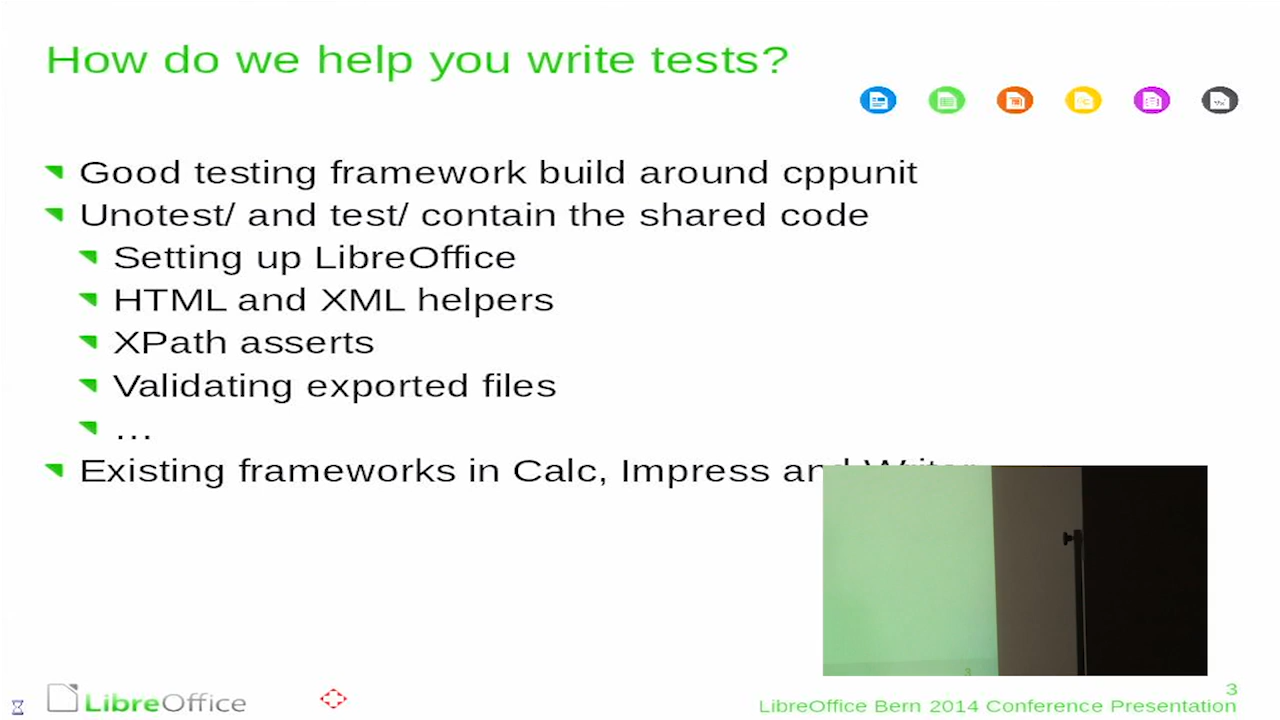 How do we help you write tests?
Good testing framework build around cppunit
Unotest/ and test/ contain the shared code
Setting up LibreOffice
HTML and XML helpers
XPath asserts
Validating exported files
...
Existing frameworks in Calc, Impress and Writer
3
LibreOffice
3
LibreOffice Bern 2014 Conference Presentation